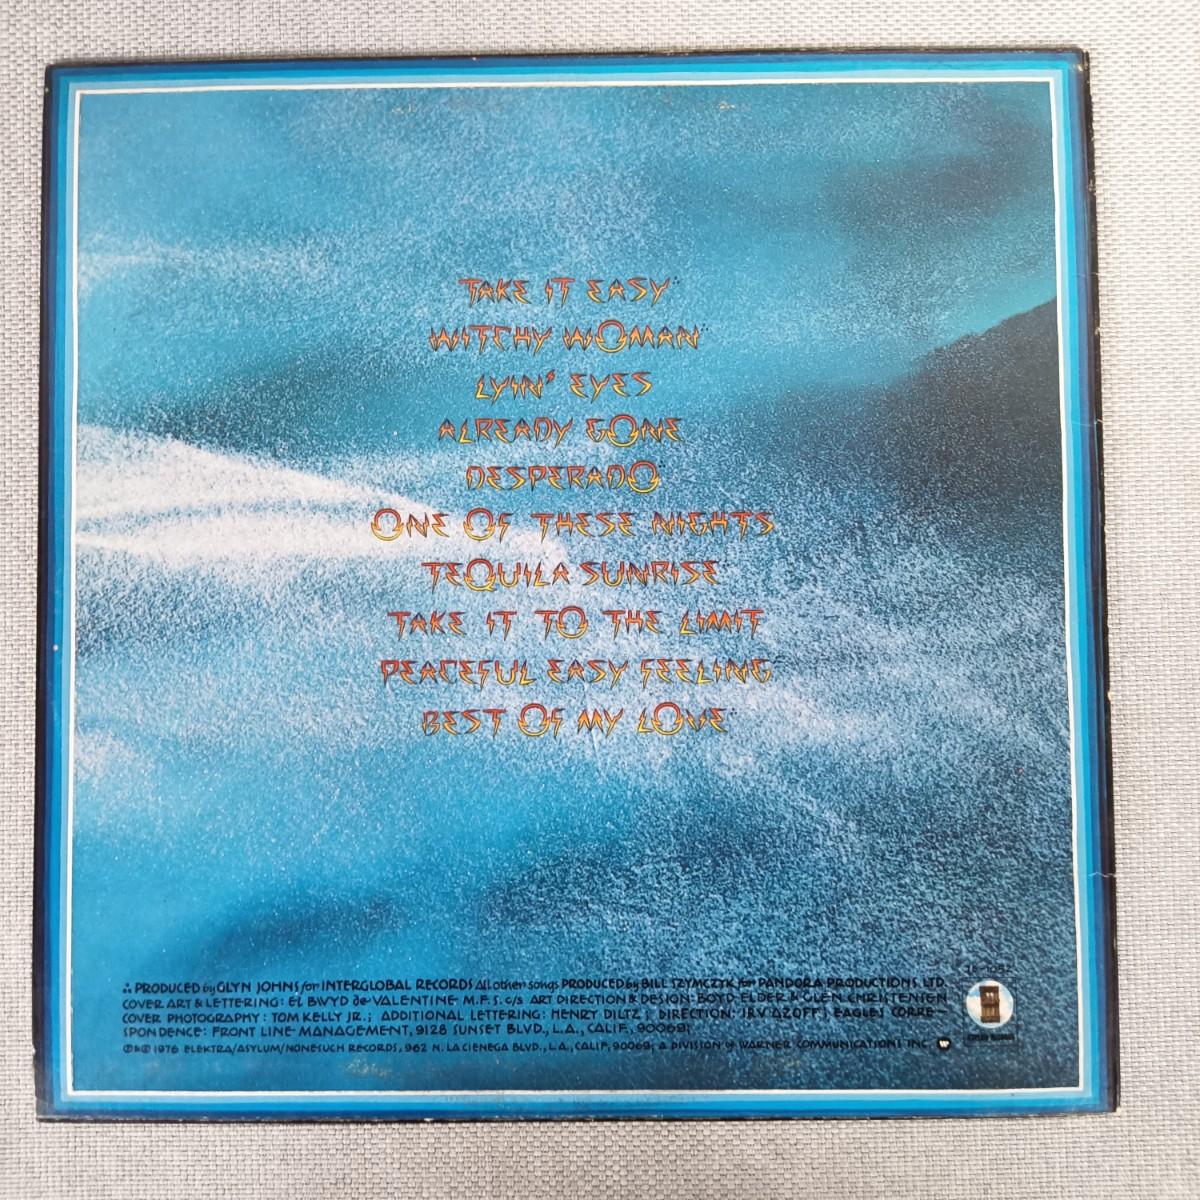 TAKE IT EASY∴
WITCHY WOMAN∴
LYIN' EYES
ALREADY GONE
DESPERADO∴
ONE OF THESE NIGHTS
TEQUILA SUNRISE∴
TAKE IT TO THE LIMIT
PEACEFUL EASY FEELING∴
BEST OF MY LOVE∴
7E-1052
∴ PRODUCED by GLYN JOHNS for INTERGLOBAL RECORDS All other songs PRODUCED by BILL SZYMCZYK for PANDORA PRODUCTIONS, LTD.
COVER ART & LETTERING: El BWYD de VALENTINE M.F.S. c/s ART DIRECTION & DESIGN: BOYD ELDER & GLEN CHRISTENSEN
COVER PHOTOGRAPHY: TOM KELLY JR.; ADDITIONAL LETTERING: HENRY DILTZ; DIRECTION: IRV AZOFF; EAGLES CORRE-
SPONDENCE: FRONT LINE MANAGEMENT, 9128 SUNSET BLVD., L.A., CALIF, 90069;
℗&© 1976 ELEKTRA/ASYLUM/NONESUCH RECORDS, 962 N. LA CIENEGA BLVD., L.A., CALIF, 90069; A DIVISION of WARNER COMMUNICATIONS INC.